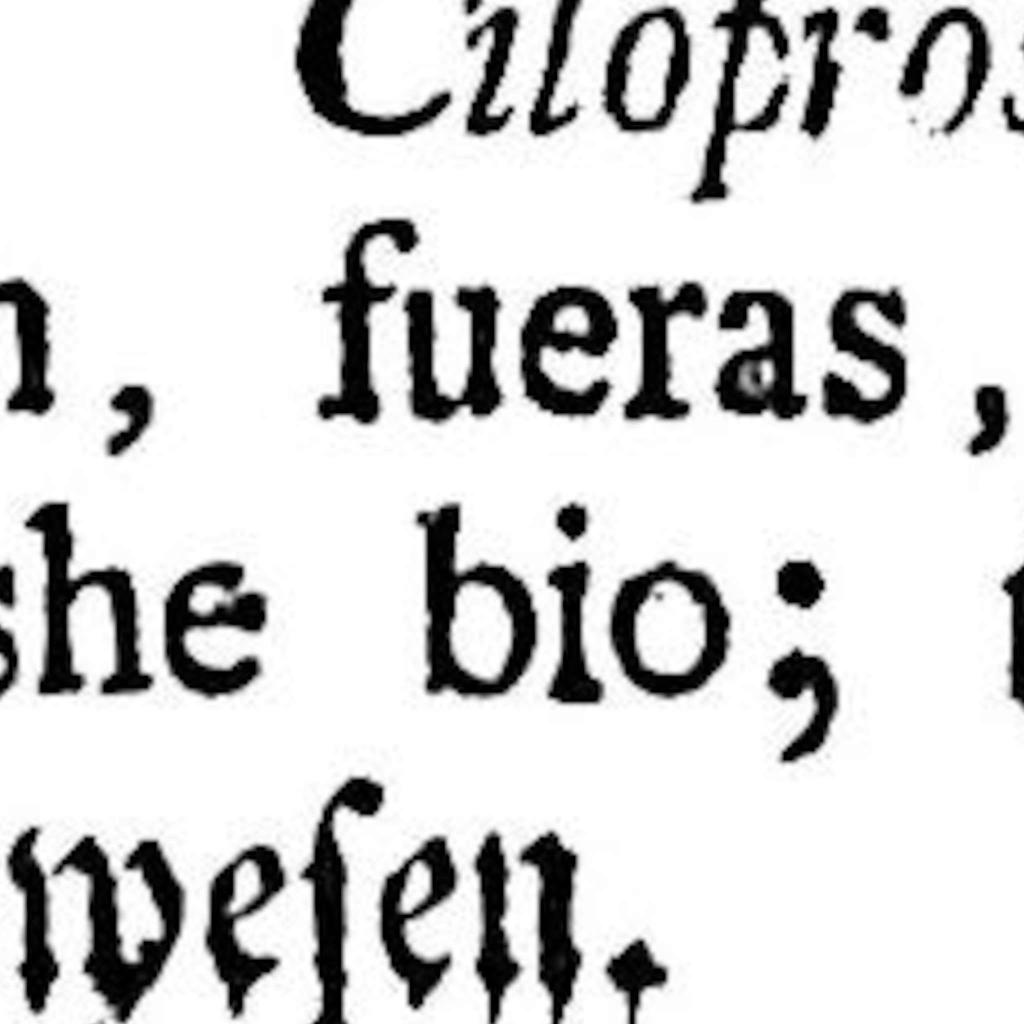 Cilopros
n, fueras,
she bio;
weſen,